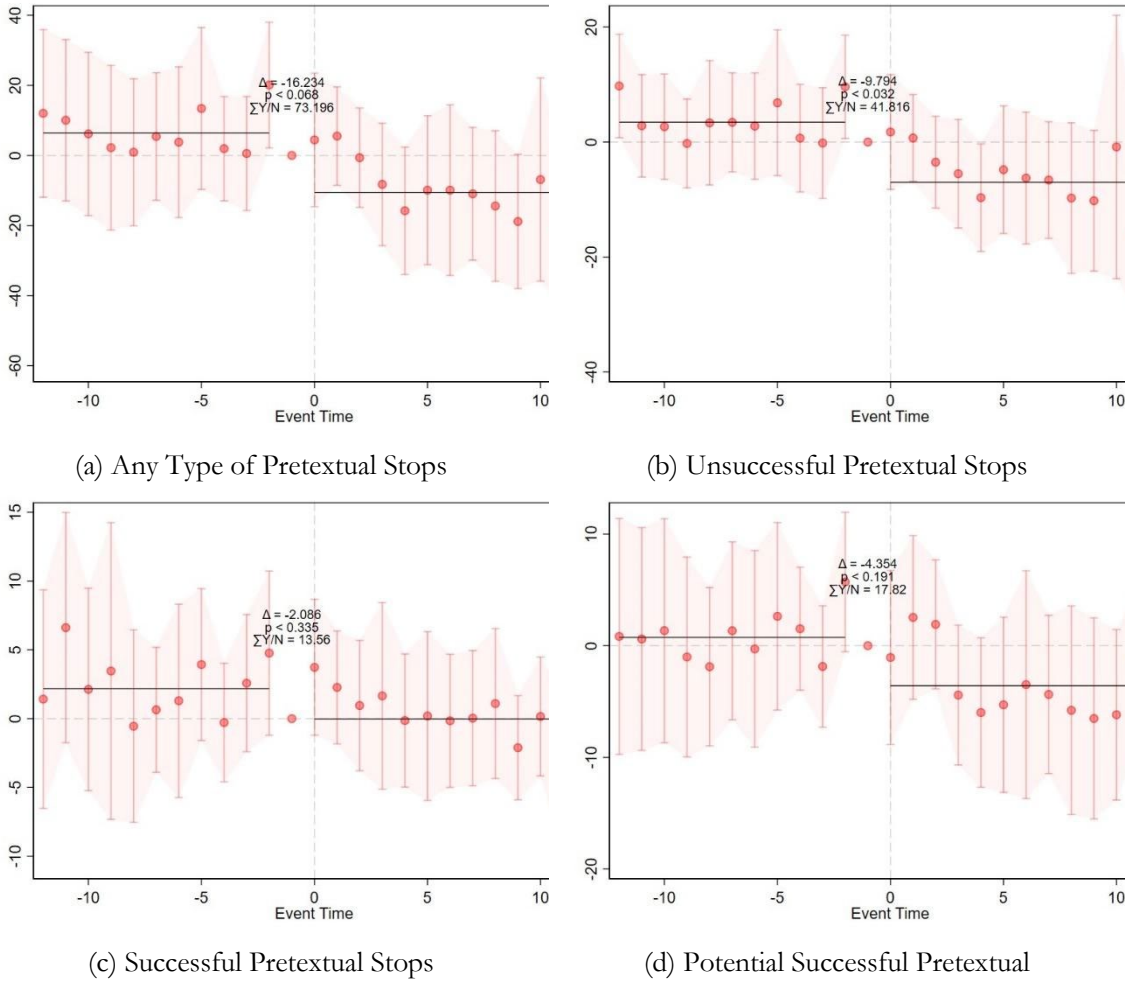 40
20
0
-20
-40
-60
Δ = -16.234
p < 0.068
∑Y/N = 73.196
-10
-5
0
5
10
Event Time
(a) Any Type of Pretextual Stops
20
0
-20
-40
Δ = -9.794
p < 0.032
∑Y/N = 41.816
-10
-5
0
5
10
Event Time
(b) Unsuccessful Pretextual Stops
15
10
5
0
-5
-10
Δ = -2.086
p < 0.335
∑Y/N = 13.56
-10
-5
0
5
10
Event Time
(c) Successful Pretextual Stops
10
0
-10
-20
Δ = -4.354
p < 0.191
∑Y/N = 17.82
-10
-5
0
5
10
Event Time
(d) Potential Successful Pretextual